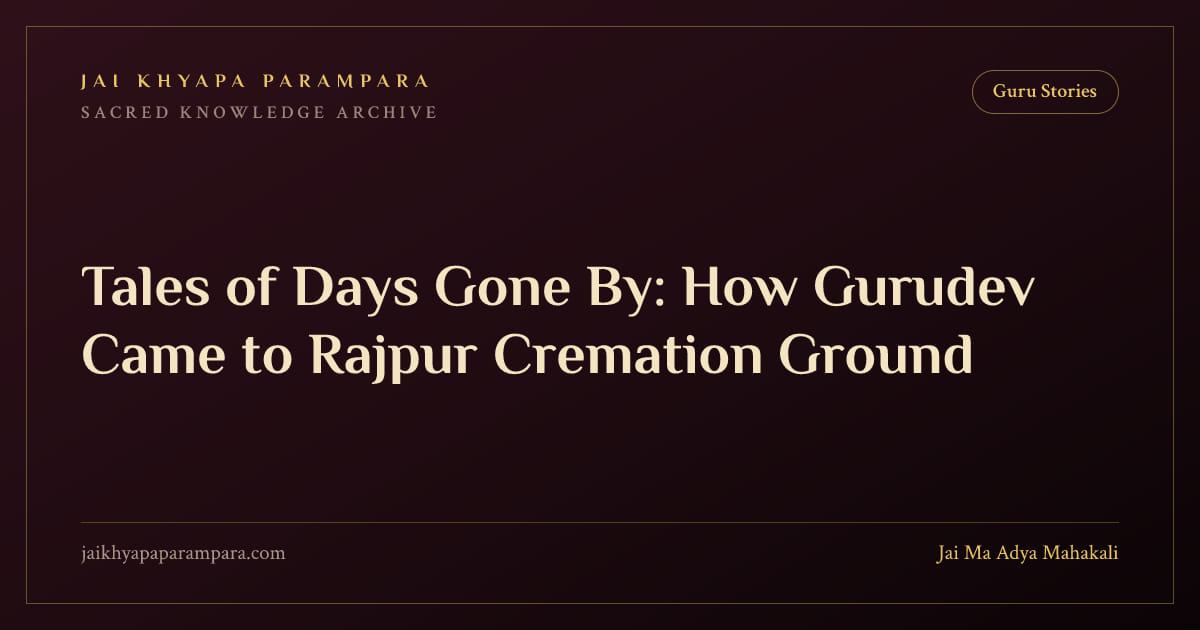 JAI KHYAPA PARAMPARA
SACRED KNOWLEDGE ARCHIVE
Guru Stories
Tales of Days Gone By: How Gurudev
Came to Rajpur Cremation Ground
jaikhyapaparampara.com
Jai Ma Adya Mahakali